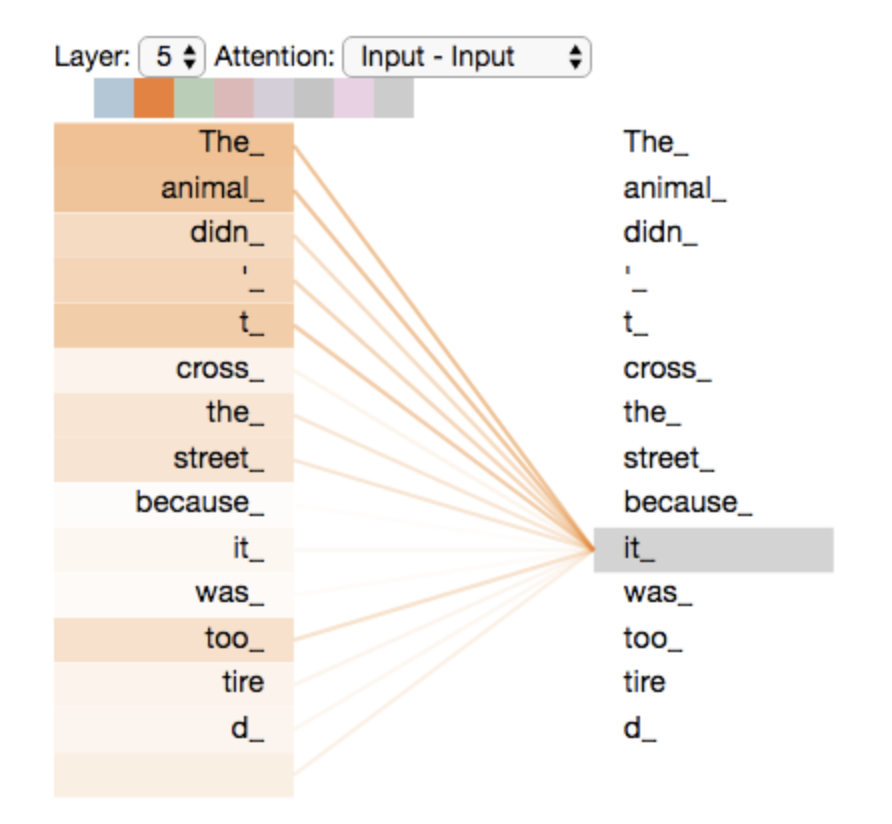 Layer: 5 Attention: Input - Input
The_ The_
animal_ animal_
didn_ didn_
'_ '_
t_ t_
cross_ cross_
the_ the_
street_ street_
because_ because_
it_ it_
was_ was_
too_ too_
tire tire
d_ d_